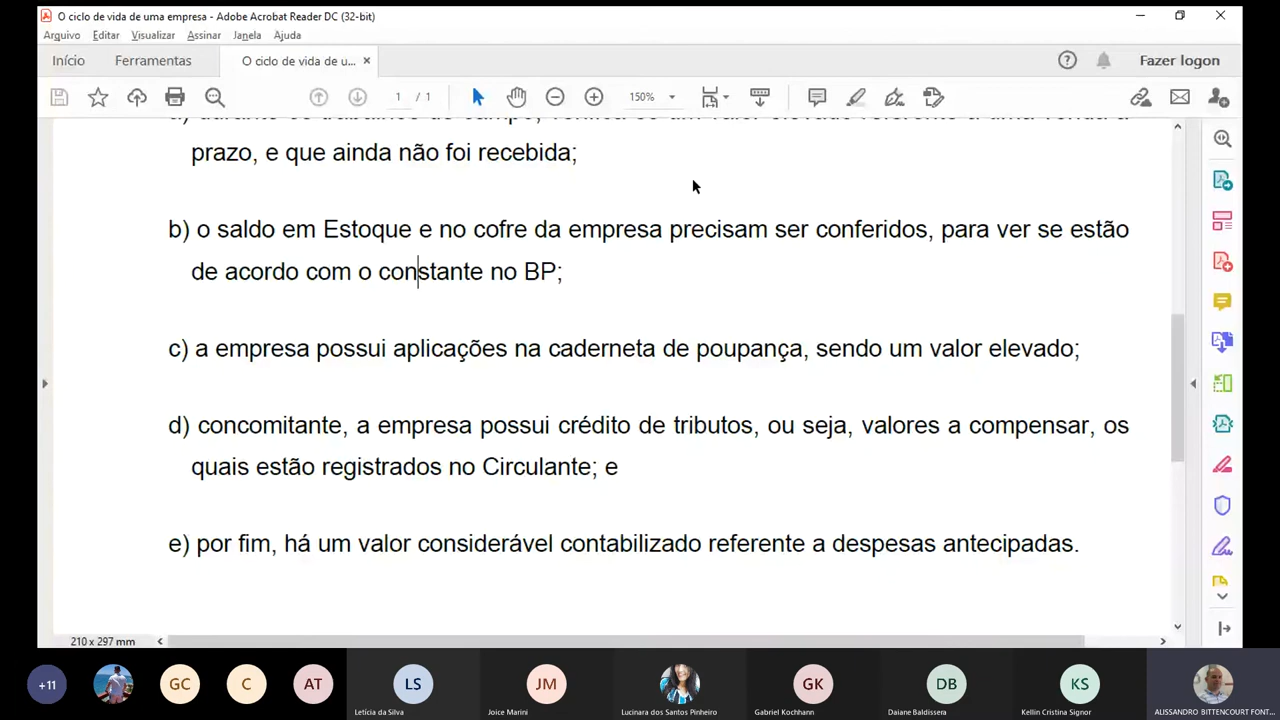 O ciclo de vida de uma empresa - Adobe Acrobat Reader DC (32-bit)
Arquivo Editar Visualizar Assinar Janela Ajuda
Início Ferramentas O ciclo de vida de u... × Fazer logon
1 / 1 150%
prazo, e que ainda não foi recebida;
b) o saldo em Estoque e no cofre da empresa precisam ser conferidos, para ver se estão
de acordo com o constante no BP;
c) a empresa possui aplicações na caderneta de poupança, sendo um valor elevado;
d) concomitante, a empresa possui crédito de tributos, ou seja, valores a compensar, os
quais estão registrados no Circulante; e
e) por fim, há um valor considerável contabilizado referente a despesas antecipadas.
210 x 297 mm
+11 GC C AT LS JM GK DB KS
Letícia da Silva Joice Marini Lucinara dos Santos Pinheiro Gabriel Kochhann Daiane Baldissera Kellin Cristina Signor ALISSANDRO BITTENCOURT FONT...